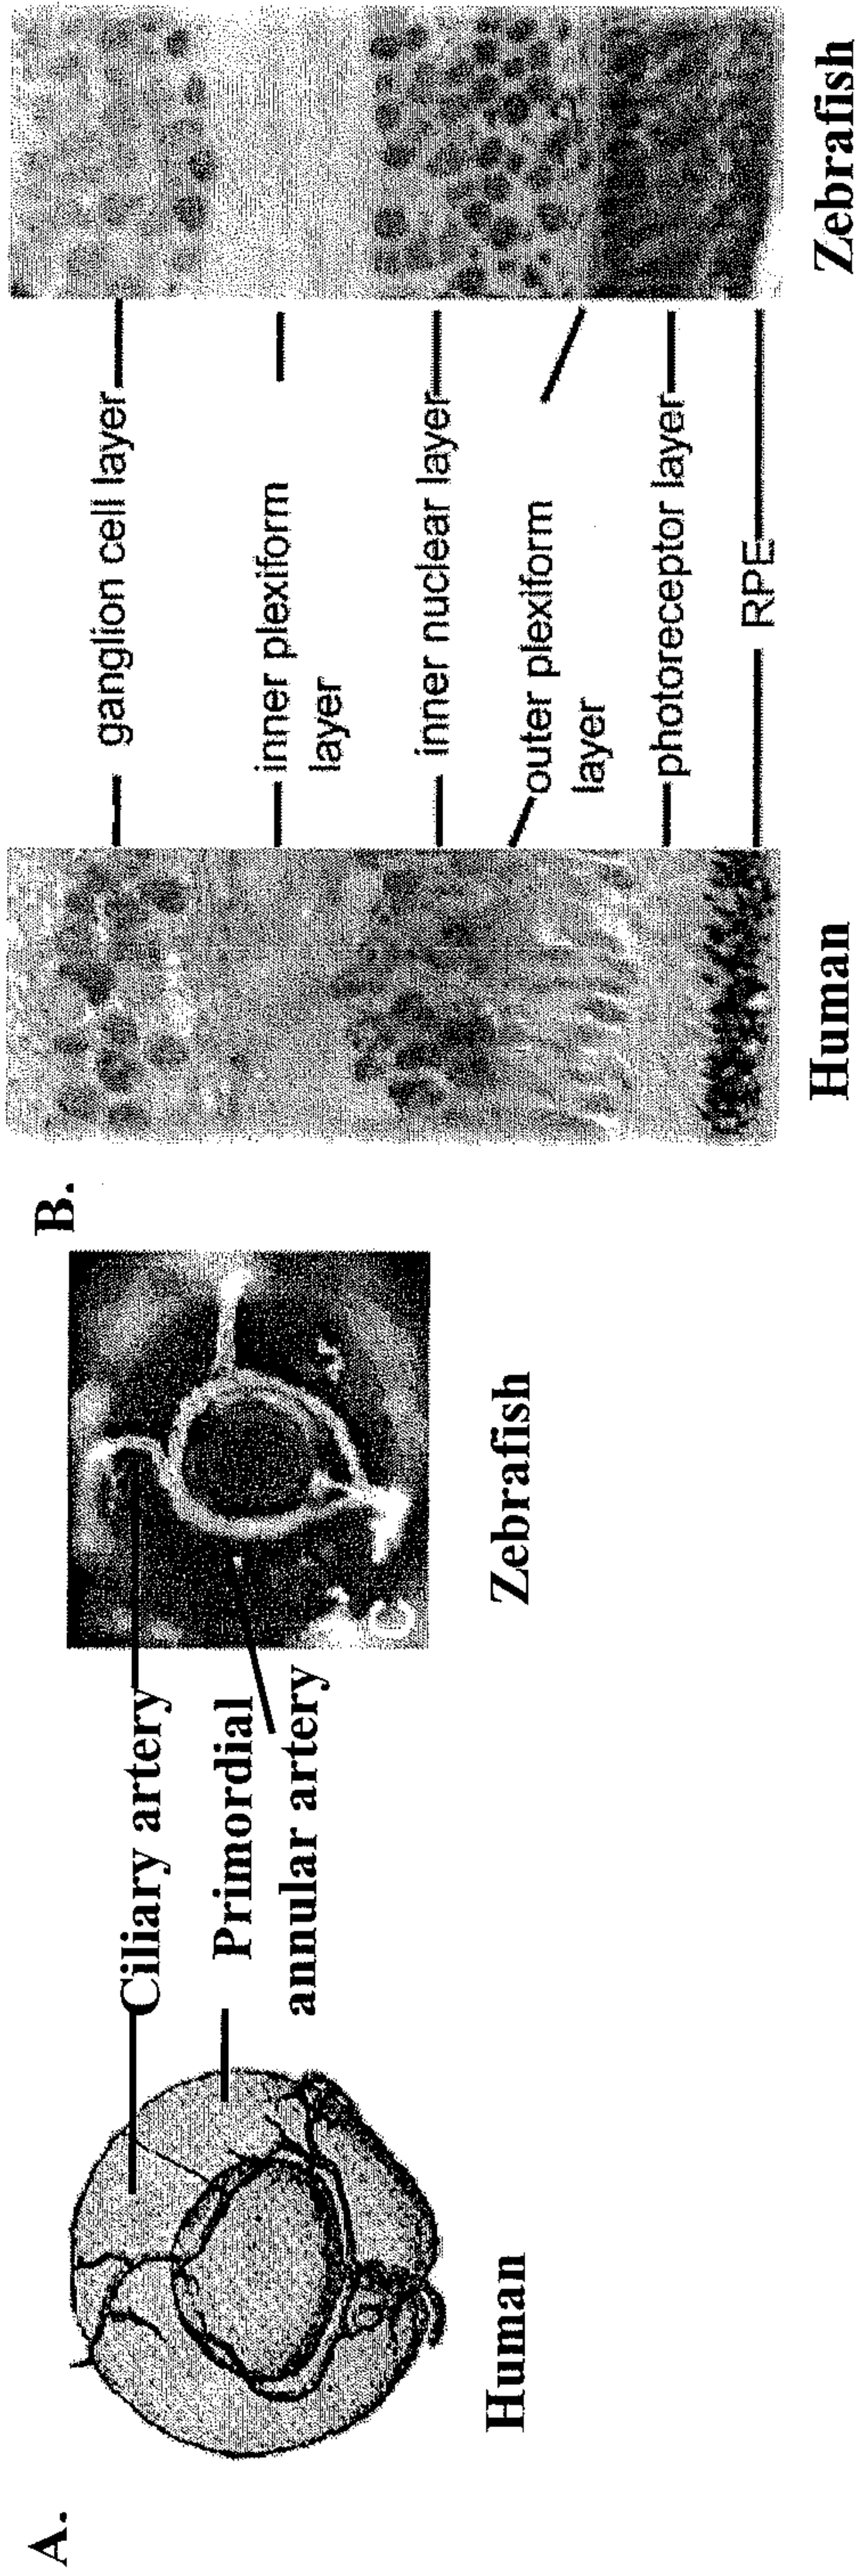 A.
Ciliary artery
Primordial
annular artery
C
Human
Zebrafish
B.
ganglion cell layer
inner plexiform
layer
inner nuclear layer
outer plexiform
layer
photoreceptor layer
RPE
Human
Zebrafish